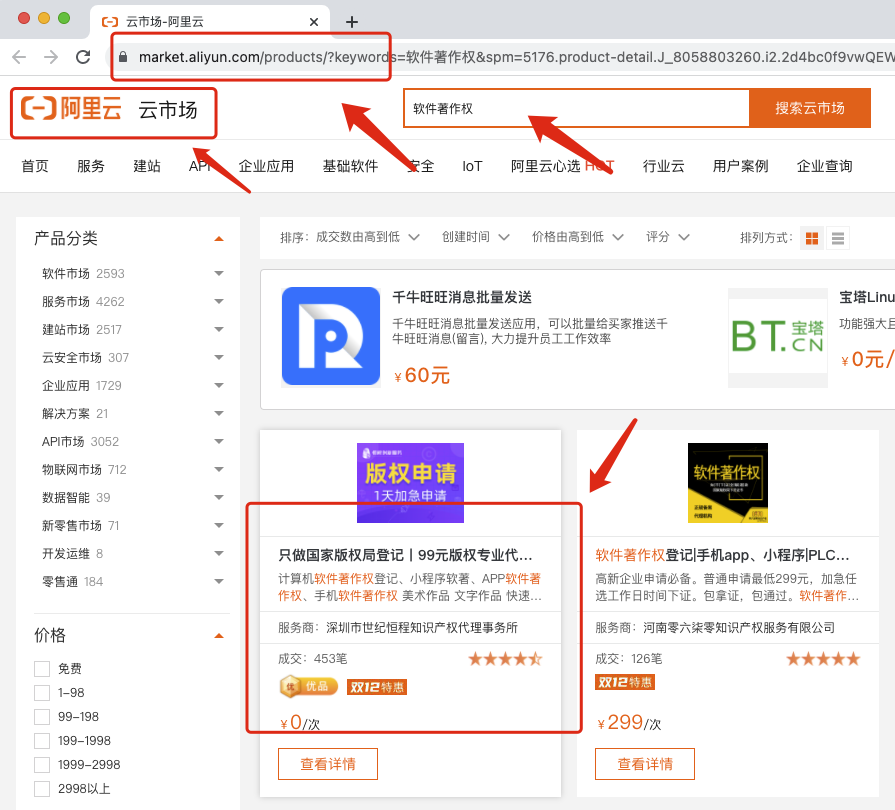 云市场-阿里云
market.aliyun.com/products/?keywords=软件著作权&spm=5176.product-detail.J_8058803260.i2.2d4bc0f9vwQEW
阿里云 云市场
软件著作权
搜索云市场
首页 服务 建站 API 企业应用 基础软件 安全 IoT 阿里云心选 HOT 行业云 用户案例 企业查询
产品分类
软件市场 2593
服务市场 4262
建站市场 2517
云安全市场 307
企业应用 1729
解决方案 21
API市场 3052
物联网市场 712
数据智能 39
新零售市场 71
开发运维 8
零售通 184
价格
免费
1-98
99-198
199-1998
1999-2998
2998以上
排序: 成交数由高到低 创建时间 价格由高到低 评分 排列方式:
千牛旺旺消息批量发送
千牛旺旺消息批量发送应用，可以批量给买家推送千
牛旺旺消息(留言), 大力提升员工工作效率
¥60元
BT.宝塔CN
宝塔Linu
功能强大且
¥0元/
版权申请
1天加急申请
只做国家版权局登记丨99元版权专业代...
计算机软件著作权登记、小程序软著、APP软件著
作权、手机软件著作权 美术作品 文字作品 快速...
服务商: 深圳市世纪恒程知识产权代理事务所
成交: 453笔
优 优品 双12特惠
¥0/次
查看详情
软件著作权
软件著作权登记|手机app、小程序|PLC...
高新企业申请必备。普通申请最低299元，加急任
选工作日时间下证。包拿证，包通过。软件著作...
服务商: 河南零六柒零知识产权服务有限公司
成交: 126笔
双12特惠
¥299/次
查看详情